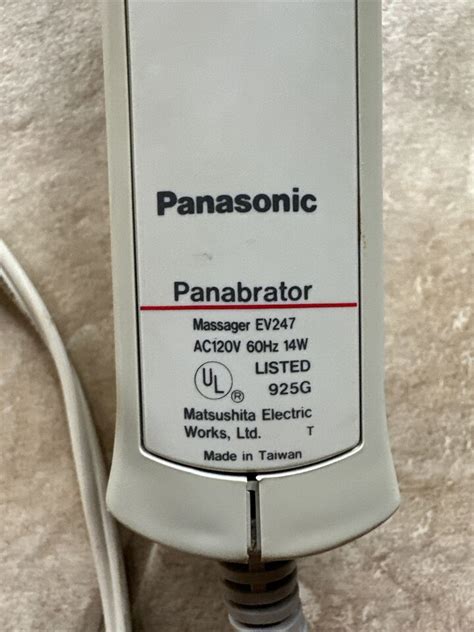 Panasonic
Panabrator
Massager EV247
AC120V 60Hz 14W
UL ® LISTED
925G
Matsushita Electric
Works, Ltd. T
Made in Taiwan